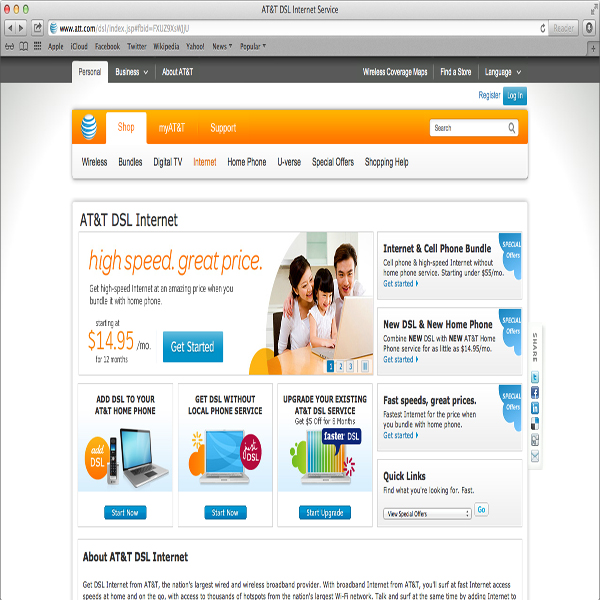 AT&T DSL Internet Service
www.att.com/dsl/index.jsp#fbid=FXUZ9XsWJjU
Reader
Apple iCloud Facebook Twitter Wikipedia Yahoo! News Popular
Personal Business About AT&T Wireless Coverage Maps Find a Store Language
Register Log In
Shop myAT&T Support Search
Wireless Bundles Digital TV Internet Home Phone U-verse Special Offers Shopping Help
AT&T DSL Internet
high speed. great price.
Get high-speed Internet at an amazing price when you
bundle it with home phone.
starting at
$14.95 /mo.
for 12 months
Get Started
1 2 3
Internet & Cell Phone Bundle
Cell phone & high-speed Internet without
home phone service. Starting under $55/mo.
Get started
SPECIAL
Offers
New DSL & New Home Phone
Combine NEW DSL with NEW AT&T Home
Phone service for as little as $14.95/mo.
Get started
SPECIAL
Offers
SHARE
ADD DSL TO YOUR
AT&T HOME PHONE
add
DSL
Start Now
GET DSL WITHOUT
LOCAL PHONE SERVICE
just
DSL
Start Now
UPGRADE YOUR EXISTING
AT&T DSL SERVICE
Get $5 Off for 6 Months
faster DSL
Start Upgrade
Fast speeds, great prices.
Fastest Internet for the price when
you bundle with home phone.
Get started
SPECIAL
Offers
Quick Links
Find what you're looking for. Fast.
View Special Offers Go
About AT&T DSL Internet
Get DSL Internet from AT&T, the nation's largest wired and wireless broadband provider. With broadband Internet from AT&T, you'll surf at fast Internet access
speeds at home and on the go, with access to thousands of hotspots from the nation's largest Wi-Fi network. Talk and surf at the same time by adding Internet to